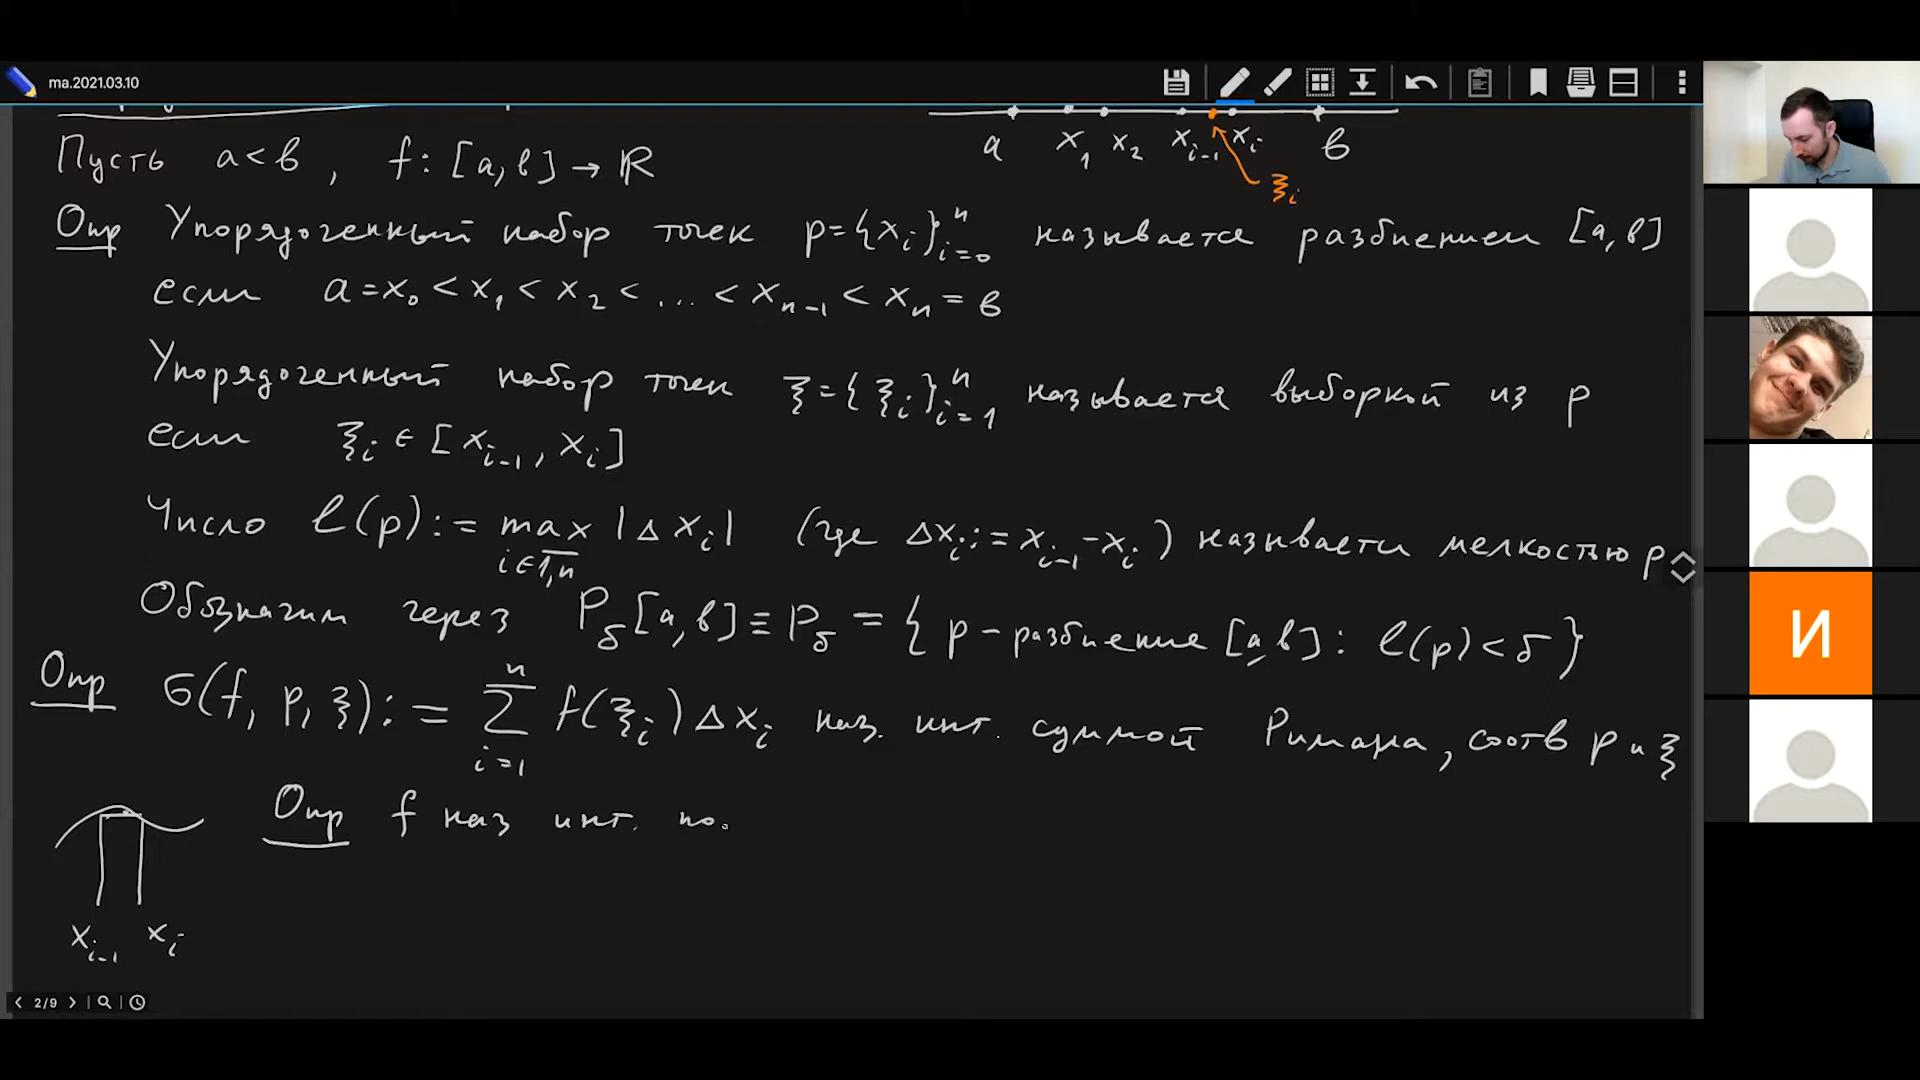 ma.2021.03.10
a x₁ x₂ xᵢ₋₁ xᵢ в
ξᵢ
Пусть a < в , f : [a, в] → ℝ
Опр Упорядоченный набор точек p = {xᵢ}ⁿᵢ₌₀ называется разбиением [a, в]
если a = x₀ < x₁ < x₂ < ... < xₙ₋₁ < xₙ = в
Упорядоченный набор точек ξ = {ξᵢ}ⁿᵢ₌₁ называется выборкой из p
если ξᵢ ∈ [xᵢ₋₁, xᵢ]
Число ℓ(p) := max |Δxᵢ| (где Δxᵢ := xᵢ₋₁ - xᵢ) называется мелкостью p
i ∈ 1,n
Обозначим через P_δ[a, в] ≡ P_δ = { p - разбиение [a, в] : ℓ(p) < δ }
Опр σ(f, p, ξ) := ∑ⁿᵢ₌₁ f(ξᵢ) Δxᵢ наз. инт. суммой Римана, соотв p и ξ
Опр f наз инт. по.
xᵢ₋₁ xᵢ
2/9
И